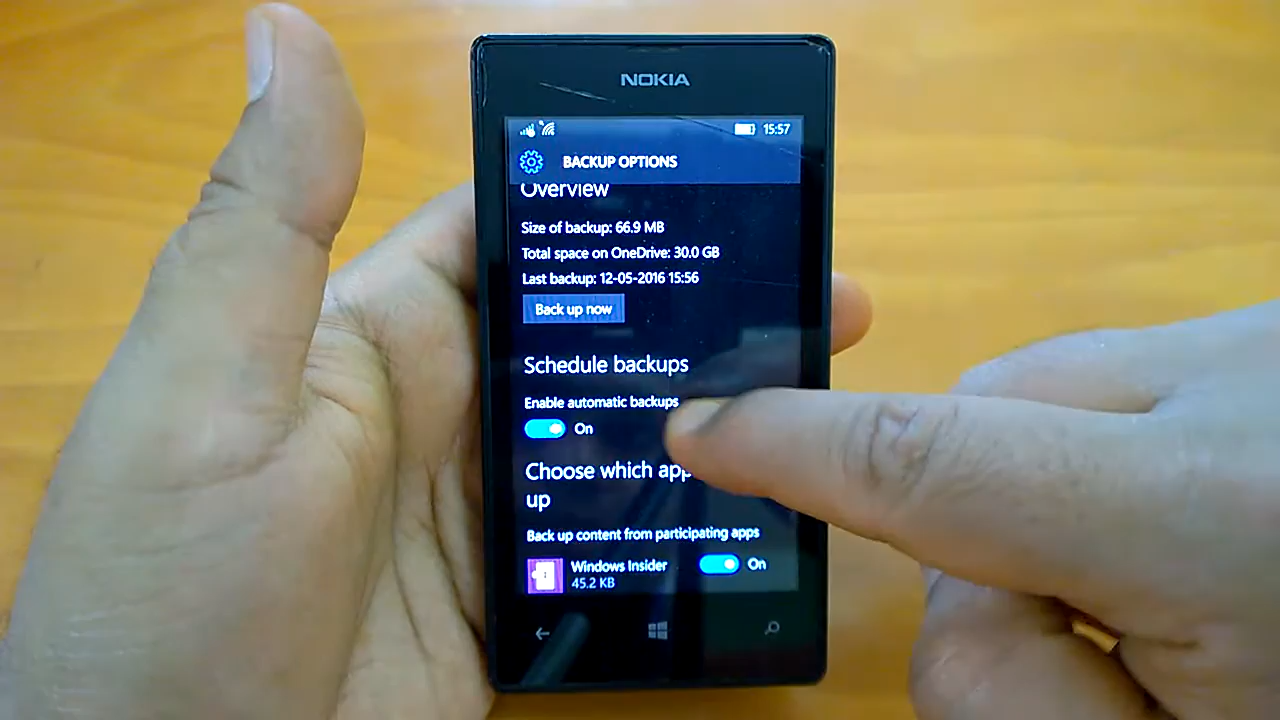 NOKIA
15:57
BACKUP OPTIONS
Overview
Size of backup: 66.9 MB
Total space on OneDrive: 30.0 GB
Last backup: 12-05-2016 15:56
Back up now
Schedule backups
Enable automatic backups
On
Choose which app
up
Back up content from participating apps
Windows Insider
On
45.2 KB